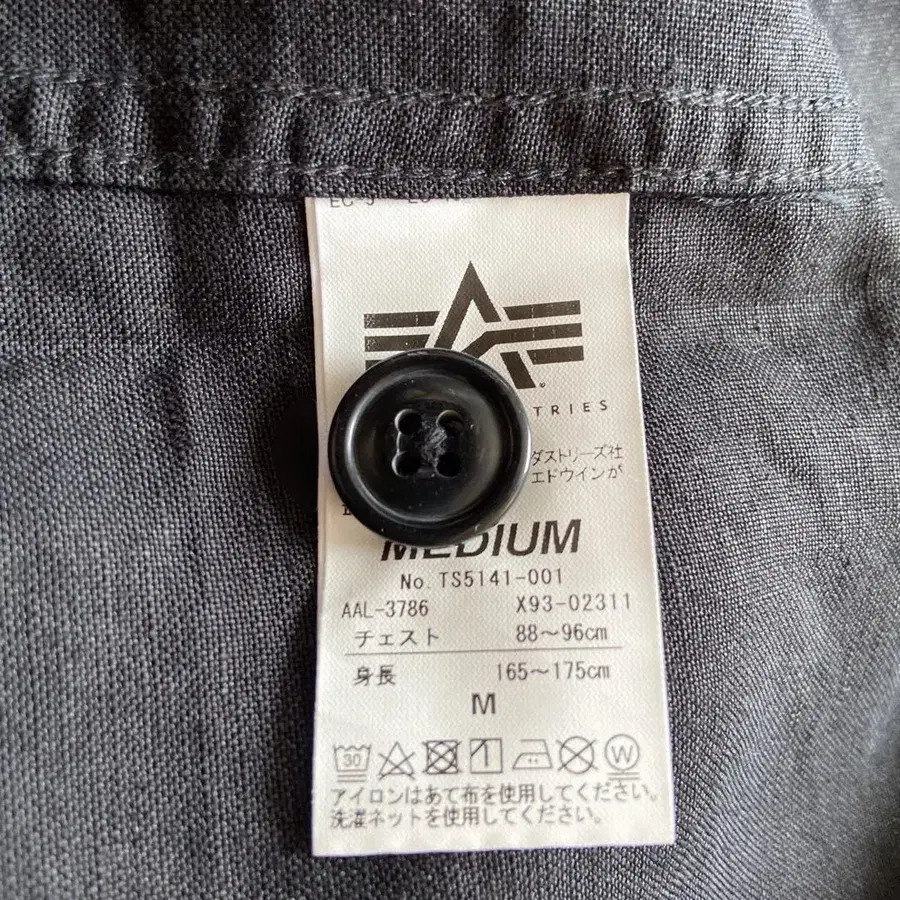 TRIES
ダストリーズ社
エドウインが
MEDIUM
No. TS5141-001
AAL-3786 X93-02311
チェスト 88～96cm
身長 165～175cm
M
30 W
アイロンはあて布を使用してください。
洗濯ネットを使用してください。